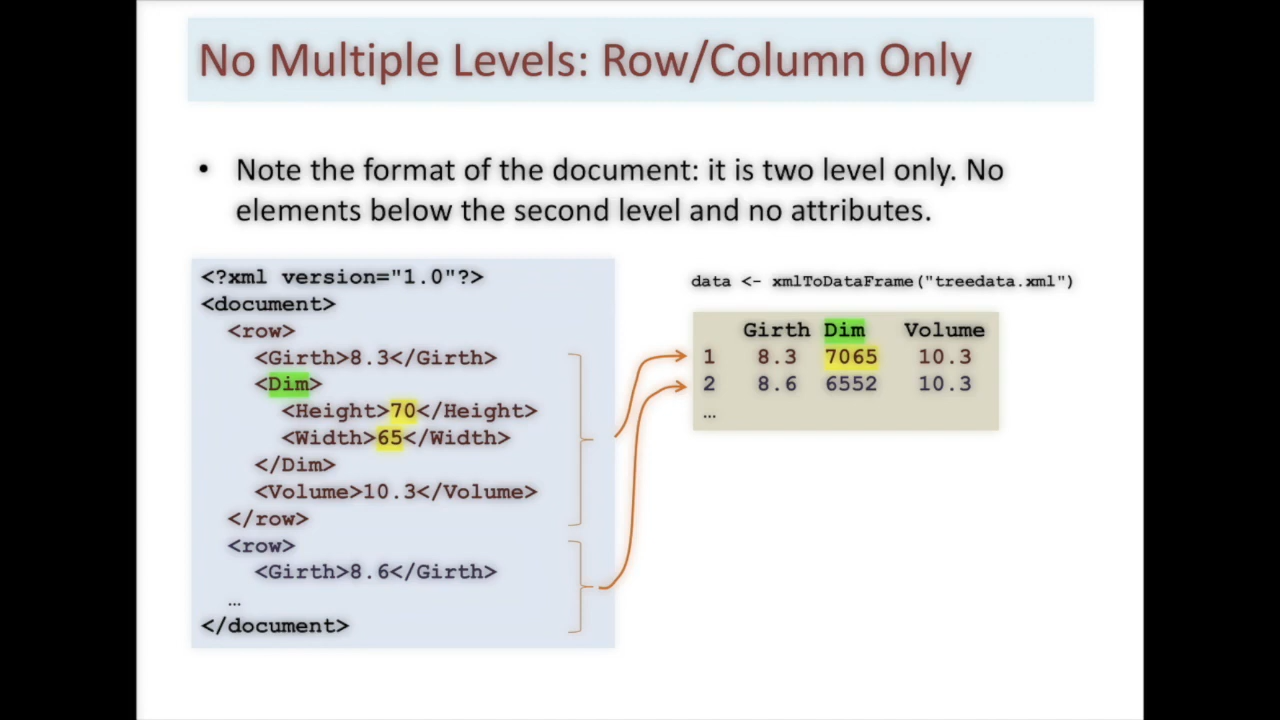 No Multiple Levels: Row/Column Only
• Note the format of the document: it is two level only. No
elements below the second level and no attributes.
<?xml version="1.0"?>
<document>
<row>
<Girth>8.3</Girth>
<Dim>
<Height>70</Height>
<Width>65</Width>
</Dim>
<Volume>10.3</Volume>
</row>
<row>
<Girth>8.6</Girth>
…
</document>
data <- xmlToDataFrame("treedata.xml")
Girth Dim Volume
1 8.3 7065 10.3
2 8.6 6552 10.3
…